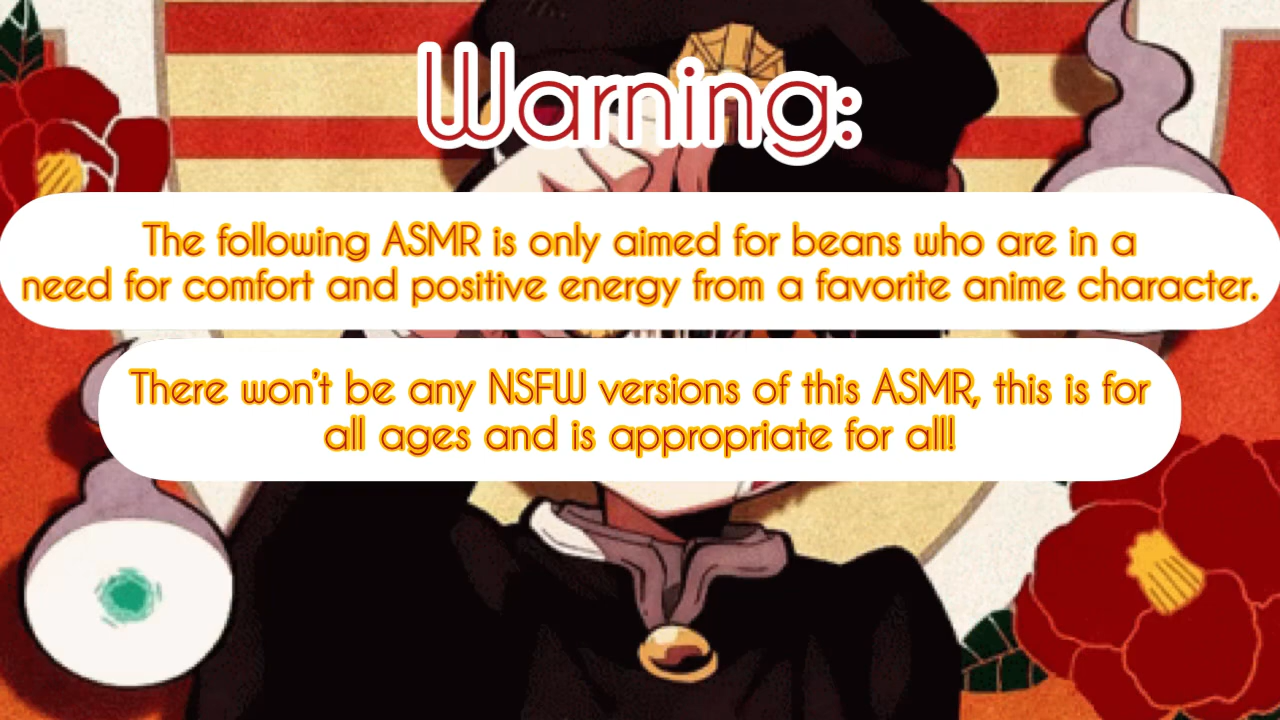 Warning:
The following ASMR is only aimed for beans who are in a
need for comfort and positive energy from a favorite anime character.
There won't be any NSFW versions of this ASMR, this is for
all ages and is appropriate for all!